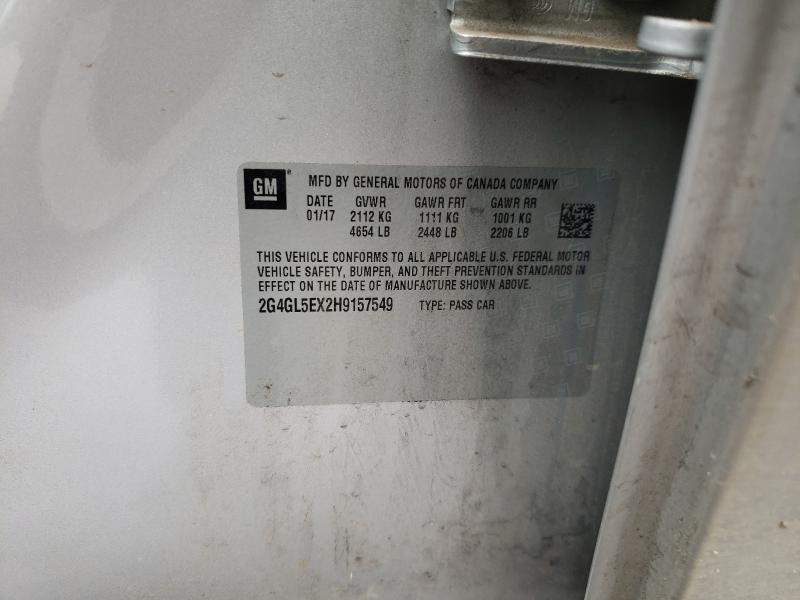 GM
MFD BY GENERAL MOTORS OF CANADA COMPANY
DATE GVWR GAWR FRT GAWR RR
01/17 2112 KG 1111 KG 1001 KG
4654 LB 2448 LB 2206 LB
THIS VEHICLE CONFORMS TO ALL APPLICABLE U.S. FEDERAL MOTOR
VEHICLE SAFETY, BUMPER, AND THEFT PREVENTION STANDARDS IN
EFFECT ON THE DATE OF MANUFACTURE SHOWN ABOVE.
2G4GL5EX2H9157549 TYPE: PASS CAR